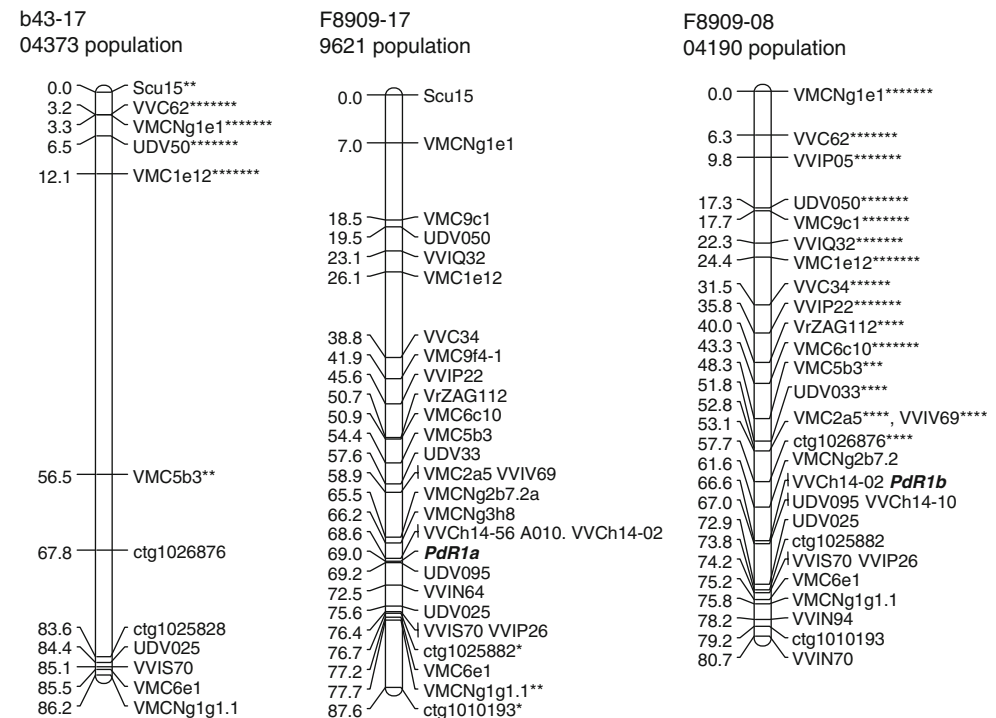 b43-17
04373 population
0.0 Scu15**
3.2 VVC62*******
3.3 VMCNg1e1*******
6.5 UDV50*******
12.1 VMC1e12*******
56.5 VMC5b3**
67.8 ctg1026876
83.6 ctg1025828
84.4 UDV025
85.1 VVIS70
85.5 VMC6e1
86.2 VMCNg1g1.1
F8909-17
9621 population
0.0 Scu15
7.0 VMCNg1e1
18.5 VMC9c1
19.5 UDV050
23.1 VVIQ32
26.1 VMC1e12
38.8 VVC34
41.9 VMC9f4-1
45.6 VVIP22
50.7 VrZAG112
50.9 VMC6c10
54.4 VMC5b3
57.6 UDV33
58.9 VMC2a5 VVIV69
65.5 VMCNg2b7.2a
66.2 VMCNg3h8
68.6 VVCh14-56 A010. VVCh14-02
69.0 PdR1a
69.2 UDV095
72.5 VVIN64
75.6 UDV025
76.4 VVIS70 VVIP26
76.7 ctg1025882*
77.2 VMC6e1
77.7 VMCNg1g1.1**
87.6 ctg1010193*
F8909-08
04190 population
0.0 VMCNg1e1*******
6.3 VVC62*******
9.8 VVIP05*******
17.3 UDV050*******
17.7 VMC9c1*******
22.3 VVIQ32*******
24.4 VMC1e12*******
31.5 VVC34******
35.8 VVIP22*******
40.0 VrZAG112****
43.3 VMC6c10*******
48.3 VMC5b3***
51.8 UDV033****
52.8
53.1 VMC2a5****, VVIV69****
57.7 ctg1026876****
61.6 VMCNg2b7.2
66.6 VVCh14-02 PdR1b
67.0 UDV095 VVCh14-10
72.9 UDV025
73.8 ctg1025882
74.2 VVIS70 VVIP26
75.2 VMC6e1
75.8 VMCNg1g1.1
78.2 VVIN94
79.2 ctg1010193
80.7 VVIN70